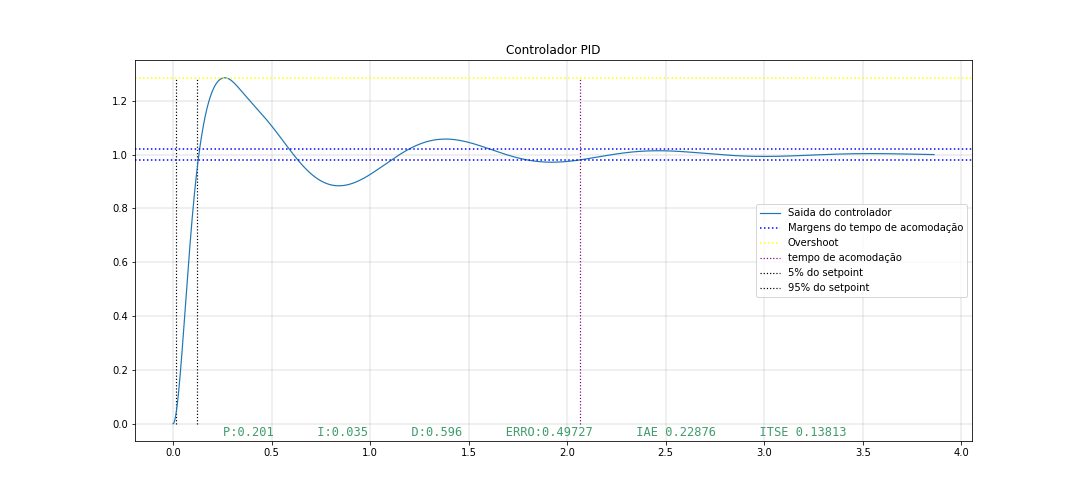 Controlador PID
1.2
1.0
0.8
0.6
0.4
0.2
0.0
Saida do controlador
Margens do tempo de acomodação
Overshoot
tempo de acomodação
5% do setpoint
95% do setpoint
P:0.201 I:0.035 D:0.596 ERRO:0.49727 IAE 0.22876 ITSE 0.13813
0.0 0.5 1.0 1.5 2.0 2.5 3.0 3.5 4.0